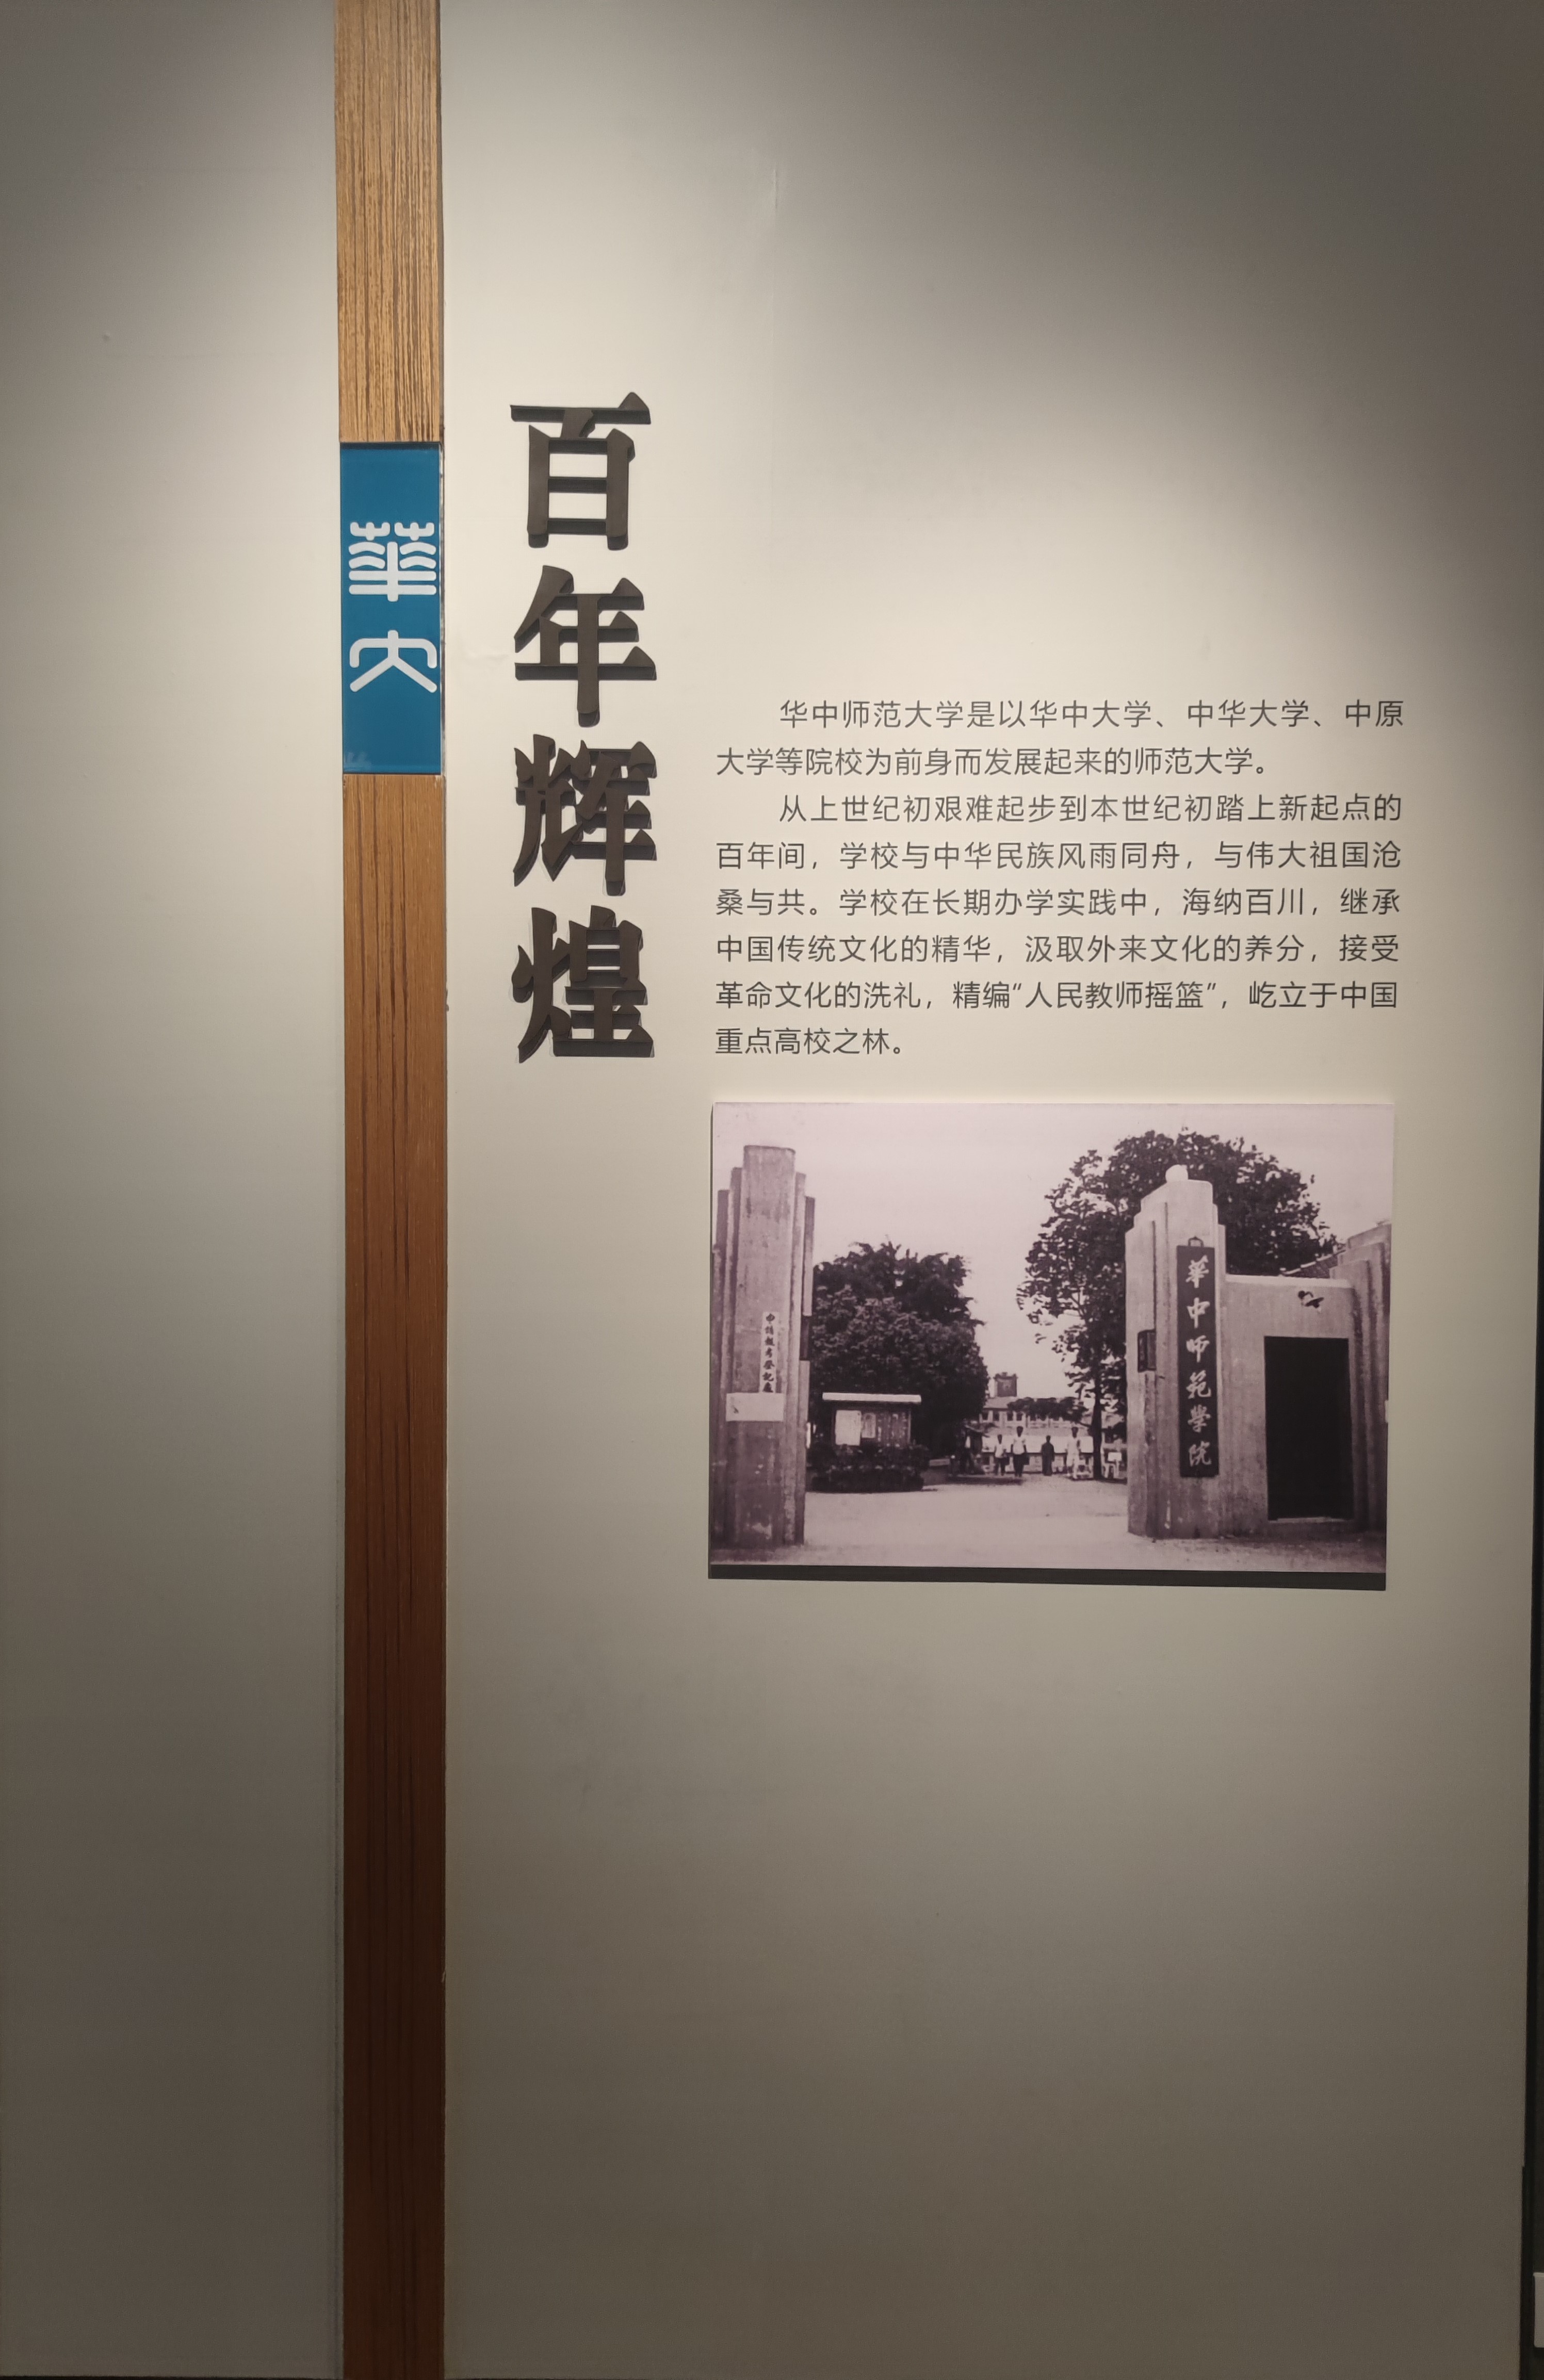 華大
百年辉煌
华中师范大学是以华中大学、中华大学、中原
大学等院校为前身而发展起来的师范大学。
从上世纪初艰难起步到本世纪初踏上新起点的
百年间，学校与中华民族风雨同舟，与伟大祖国沧
桑与共。学校在长期办学实践中，海纳百川，继承
中国传统文化的精华，汲取外来文化的养分，接受
革命文化的洗礼，精编“人民教师摇篮”，屹立于中国
重点高校之林。
申請報考登記處
華中師范學院